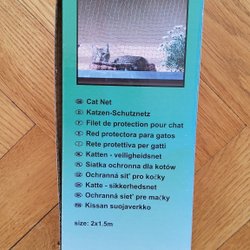 Cat Net
Katzen-Schutznetz
Filet de protection pour chat
Red protectora para gatos
Rete protettiva per gatti
Katten - veiligheidsnet
Siatka ochronna dla kotów
Ochranná síť pro kočky
Katte - sikkerhedsnet
Ochranná sieť pre mačky
Kissan suojaverkko
size: 2x1.5m